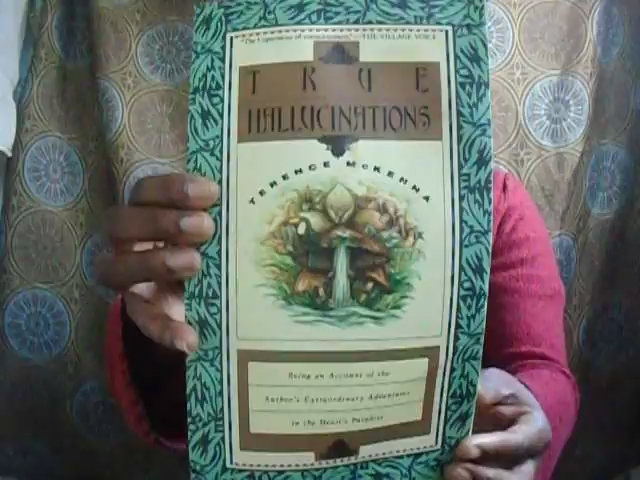 "The Copernicus of consciousness."—THE VILLAGE VOICE
TRUE
HALLUCINATIONS
TERENCE McKENNA
Being an Account of the
Author's Extraordinary Adventures
in the Devil's Paradise